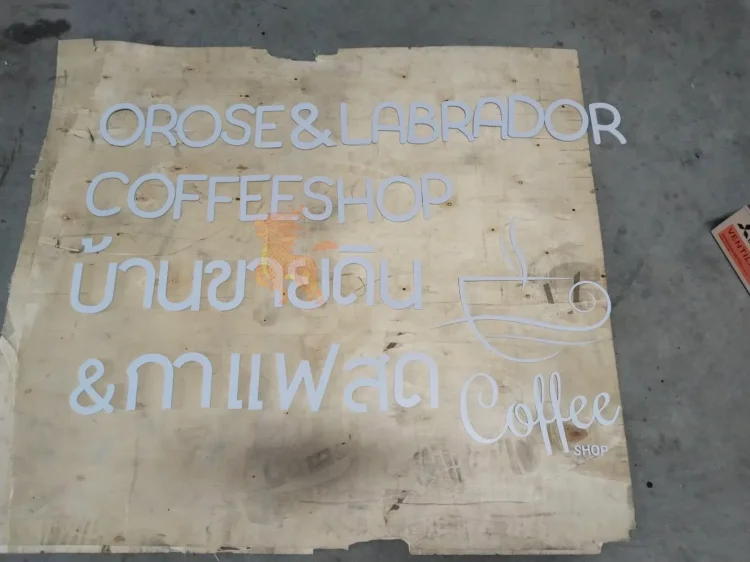 OROSE&LABRADOR
COFFEESHOP
บ้านขายดิน
&กาแฟสด
Coffee
SHOP
VENTIL